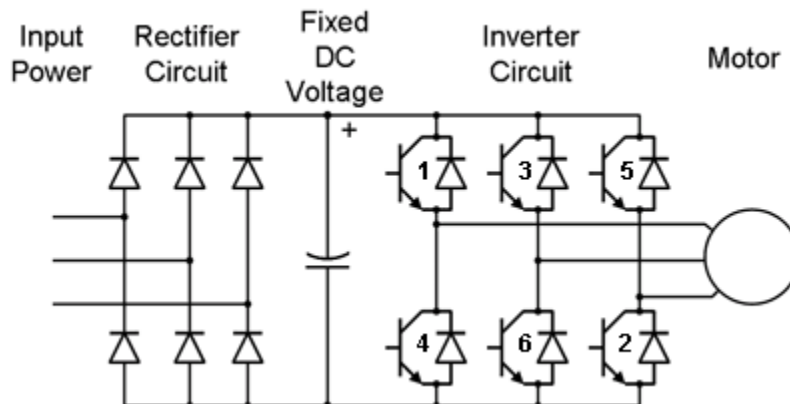 Input
Power
Rectifier
Circuit
Fixed
DC
Voltage
Inverter
Circuit
Motor
+
1
3
5
4
6
2